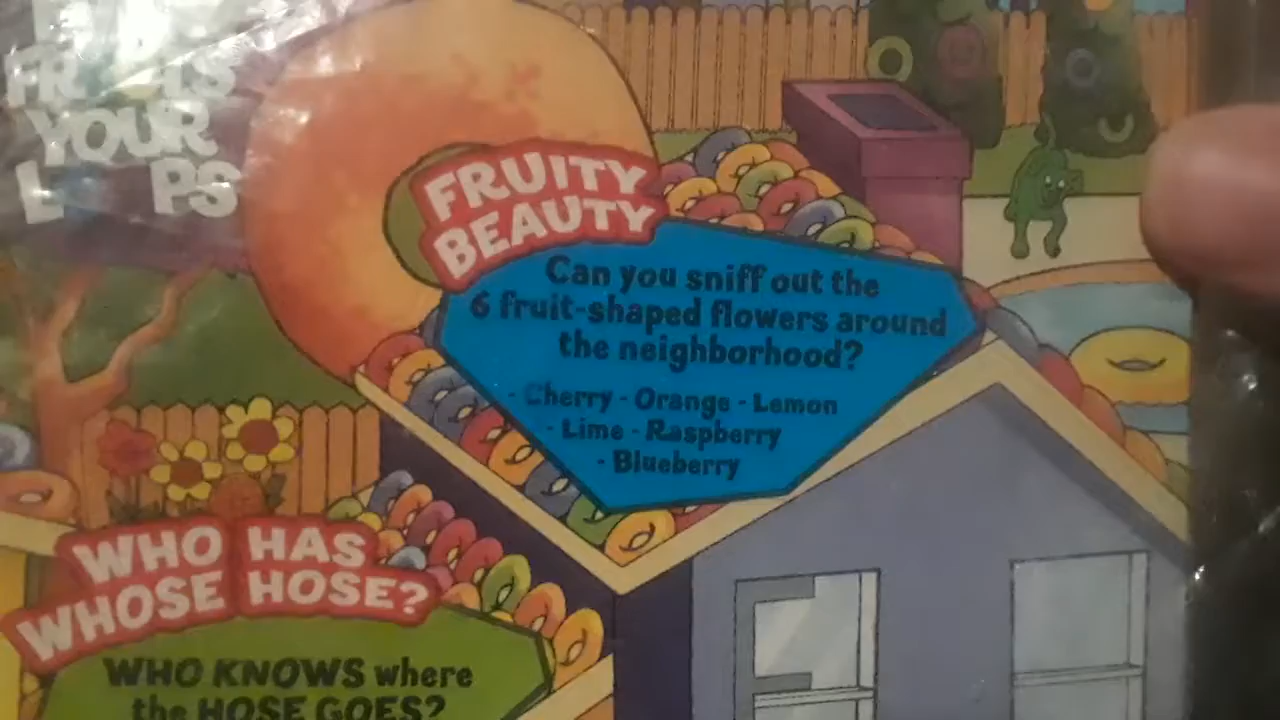 YOUR
FRUITY
BEAUTY
Can you sniff out the
6 fruit-shaped flowers around
the neighborhood?
- Cherry - Orange - Lemon
- Lime - Raspberry
- Blueberry
WHO HAS
WHOSE HOSE?
WHO KNOWS where
the HOSE GOES?